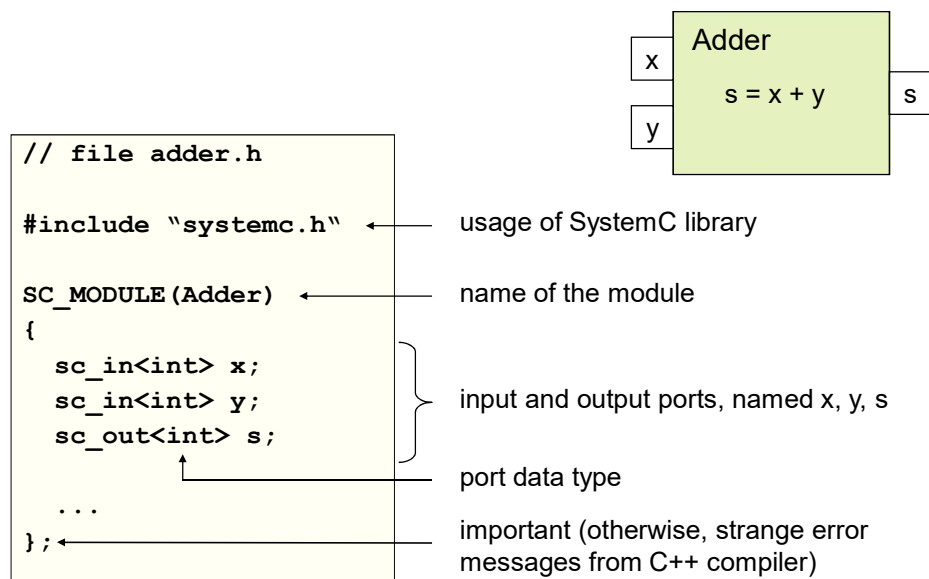 Adder
x
s = x + y
s
y
// file adder.h
#include “systemc.h“
usage of SystemC library
SC_MODULE(Adder)
name of the module
{
sc_in<int> x;
sc_in<int> y;
input and output ports, named x, y, s
sc_out<int> s;
port data type
...
};
important (otherwise, strange error
messages from C++ compiler)